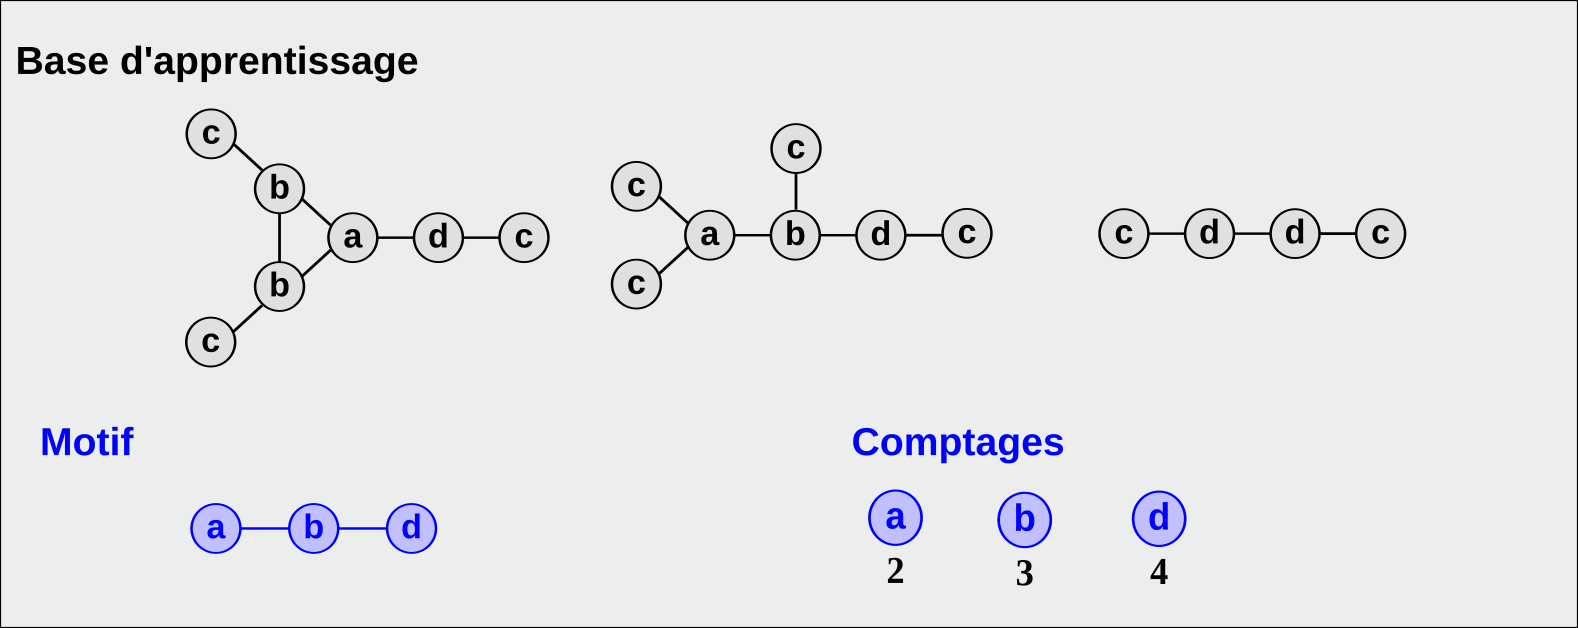 Base d'apprentissage
c
b
a d c
b
c
c
c
a b d c
c
c d d c
Motif
a b d
Comptages
a b d
2 3 4